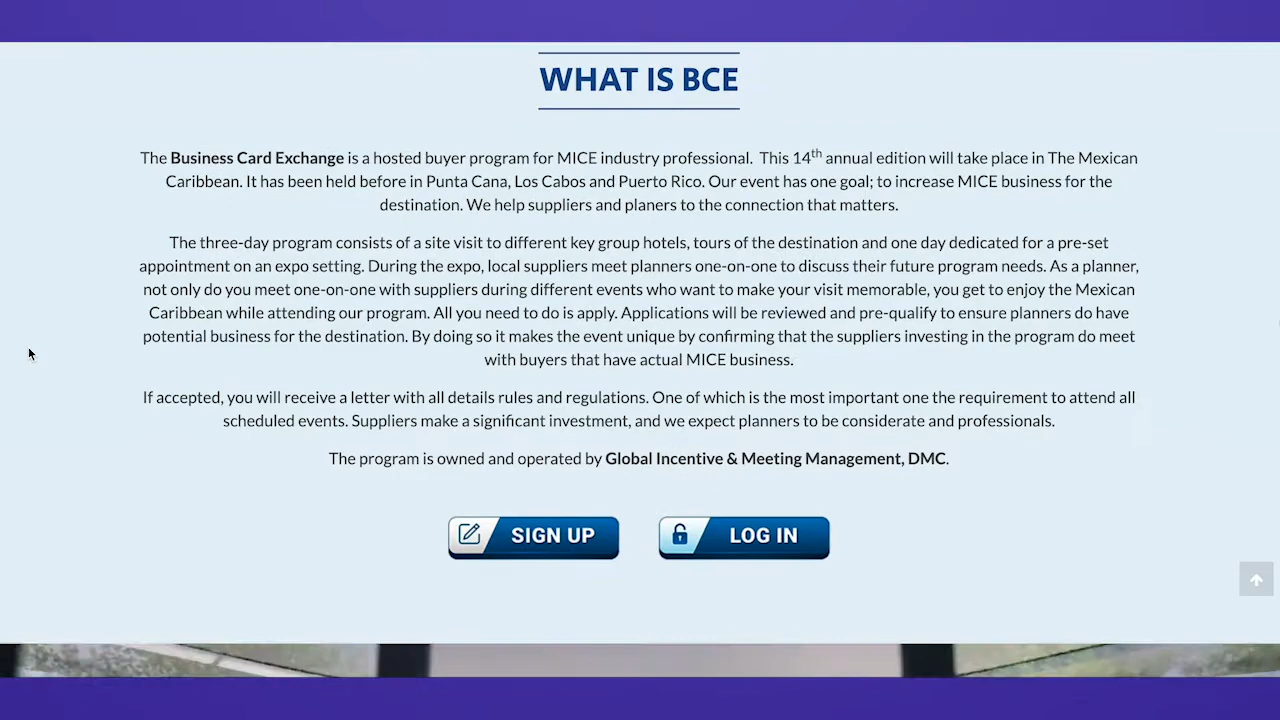 WHAT IS BCE
The Business Card Exchange is a hosted buyer program for MICE industry professional. This 14th annual edition will take place in The Mexican
Caribbean. It has been held before in Punta Cana, Los Cabos and Puerto Rico. Our event has one goal; to increase MICE business for the
destination. We help suppliers and planers to the connection that matters.
The three-day program consists of a site visit to different key group hotels, tours of the destination and one day dedicated for a pre-set
appointment on an expo setting. During the expo, local suppliers meet planners one-on-one to discuss their future program needs. As a planner,
not only do you meet one-on-one with suppliers during different events who want to make your visit memorable, you get to enjoy the Mexican
Caribbean while attending our program. All you need to do is apply. Applications will be reviewed and pre-qualify to ensure planners do have
potential business for the destination. By doing so it makes the event unique by confirming that the suppliers investing in the program do meet
with buyers that have actual MICE business.
If accepted, you will receive a letter with all details rules and regulations. One of which is the most important one the requirement to attend all
scheduled events. Suppliers make a significant investment, and we expect planners to be considerate and professionals.
The program is owned and operated by Global Incentive & Meeting Management, DMC.
SIGN UP
LOG IN